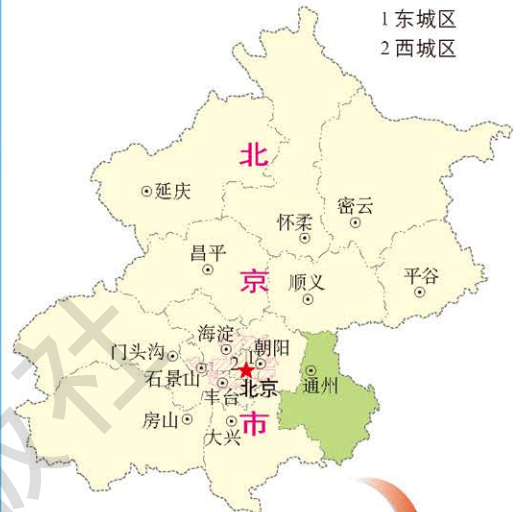 1 东城区
2 西城区
北
延庆
密云
怀柔
昌平
京
顺义
平谷
海淀
门头沟
2 1
朝阳
石景山
通州
丰台
北京
房山
市
大兴